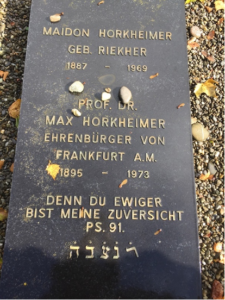 MAIDON HORKHEIMER
GEB. RIEKHER
1887 - 1969
PROF. DR.
MAX HORKHEIMER
EHRENBÜRGER VON
FRANKFURT A.M.
1895 - 1973
DENN DU EWIGER
BIST MEINE ZUVERSICHT
PS. 91.
תנצבה